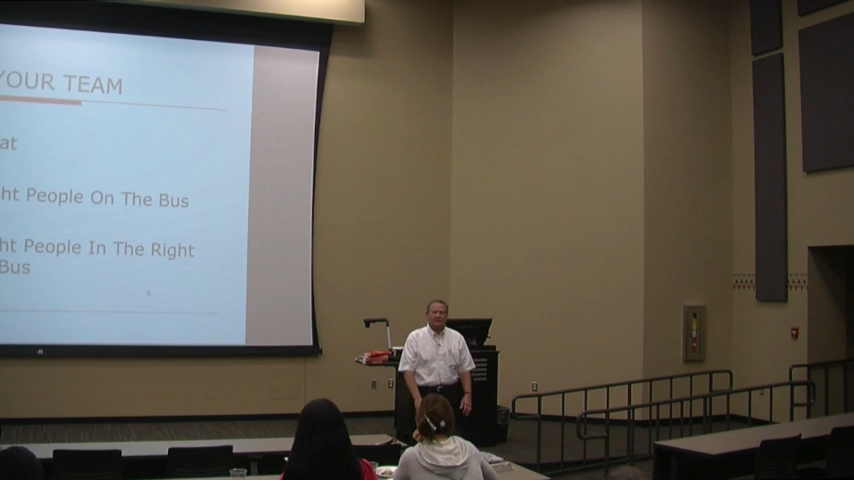 YOUR TEAM
at
ht People On The Bus
ht People In The Right
Bus